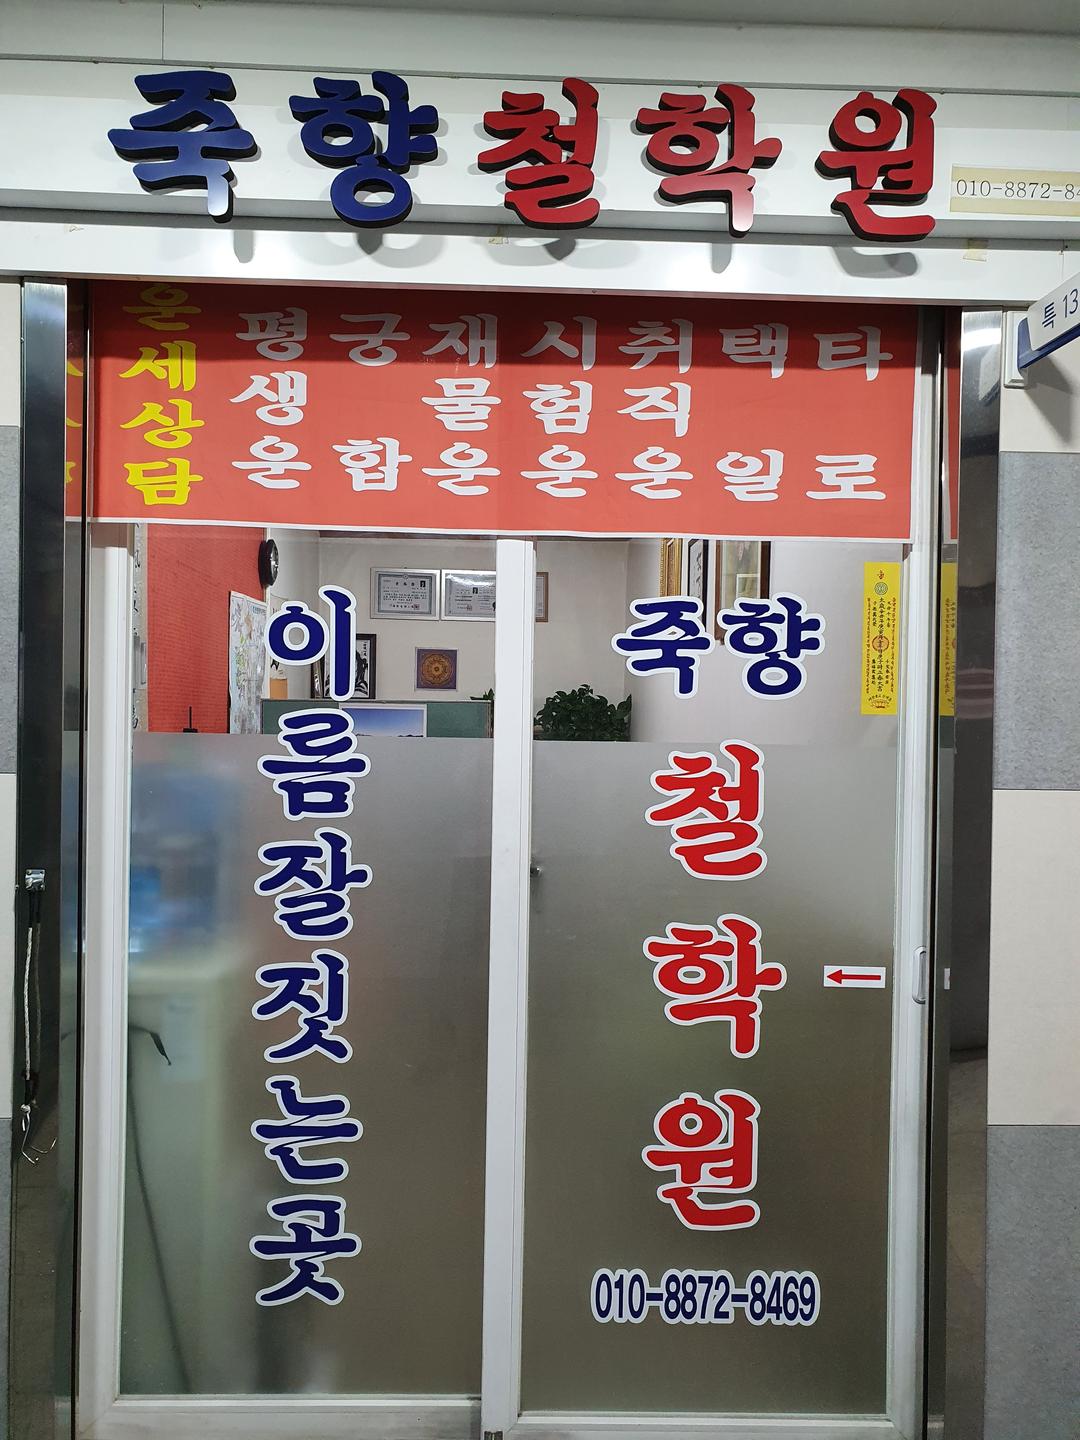 죽향철학원
010-8872-84
특 13
운세상담
평생운
궁합
재물운
시험운
취직운
택일
타로
이름잘짓는곳
죽향
철학원
010-8872-8469